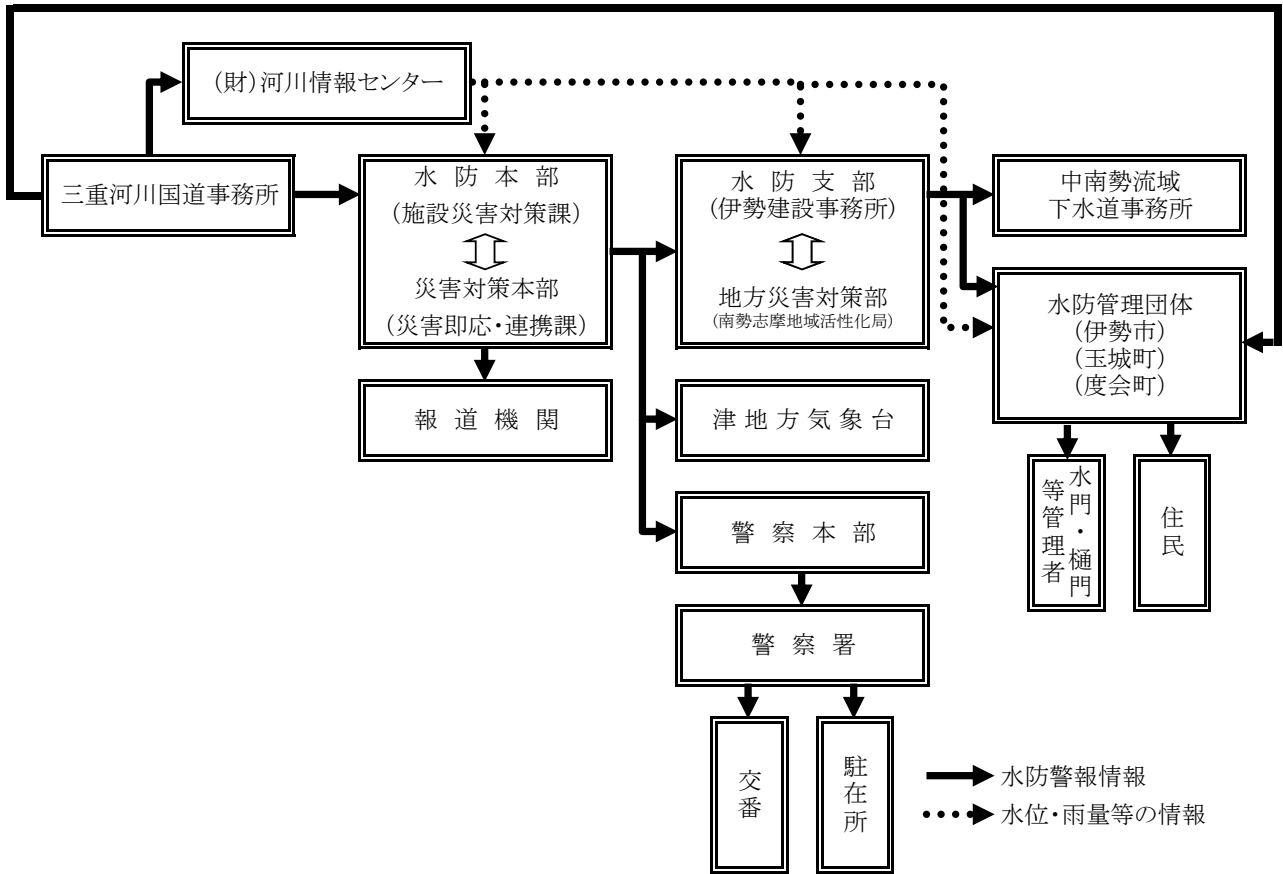 (財)河川情報センター
三重河川国道事務所
水防本部
(施設災害対策課)
災害対策本部
(災害即応・連携課)
水防支部
(伊勢建設事務所)
地方災害対策部
(南勢志摩地域活性化局)
中南勢流域
下水道事務所
水防管理団体
(伊勢市)
(玉城町)
(度会町)
報道機関
津地方気象台
水門・樋門
等管理者
住民
警察本部
警察署
交番
駐在所
水防警報情報
水位・雨量等の情報